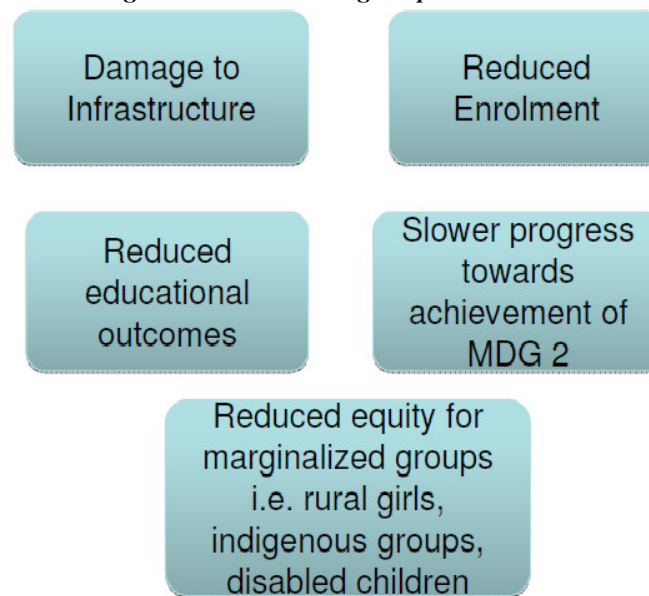 Damage to
Infrastructure
Reduced
Enrolment
Reduced
educational
outcomes
Slower progress
towards
achievement of
MDG 2
Reduced equity for
marginalized groups
i.e. rural girls,
indigenous groups,
disabled children